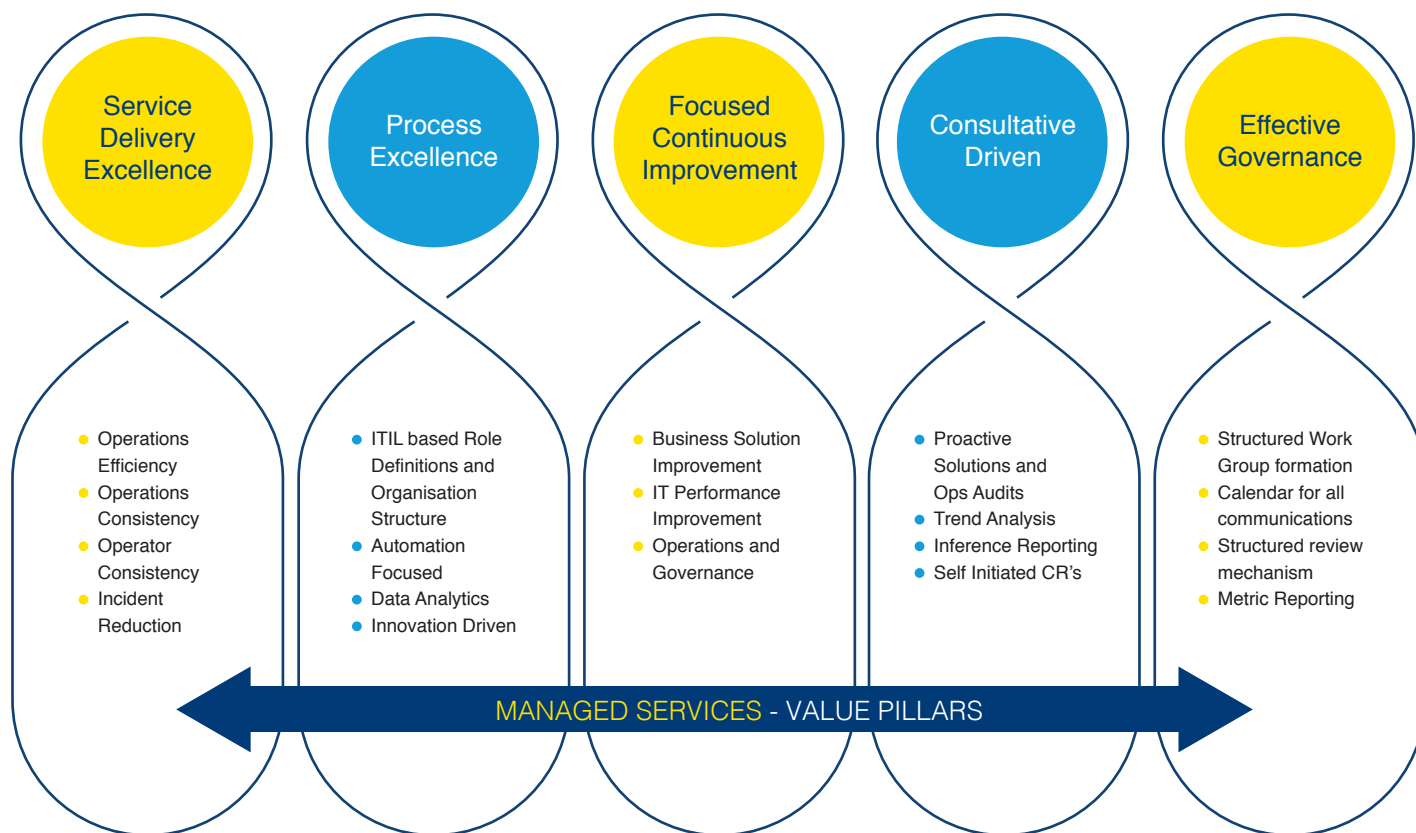 Service
Delivery
Excellence
Process
Excellence
Focused
Continuous
Improvement
Consultative
Driven
Effective
Governance
Operations
Efficiency
Operations
Consistency
Operator
Consistency
Incident
Reduction
ITIL based Role
Definitions and
Organisation
Structure
Automation
Focused
Data Analytics
Innovation Driven
Business Solution
Improvement
IT Performance
Improvement
Operations and
Governance
Proactive
Solutions and
Ops Audits
Trend Analysis
Inference Reporting
Self Initiated CR's
Structured Work
Group formation
Calendar for all
communications
Structured review
mechanism
Metric Reporting
MANAGED SERVICES - VALUE PILLARS